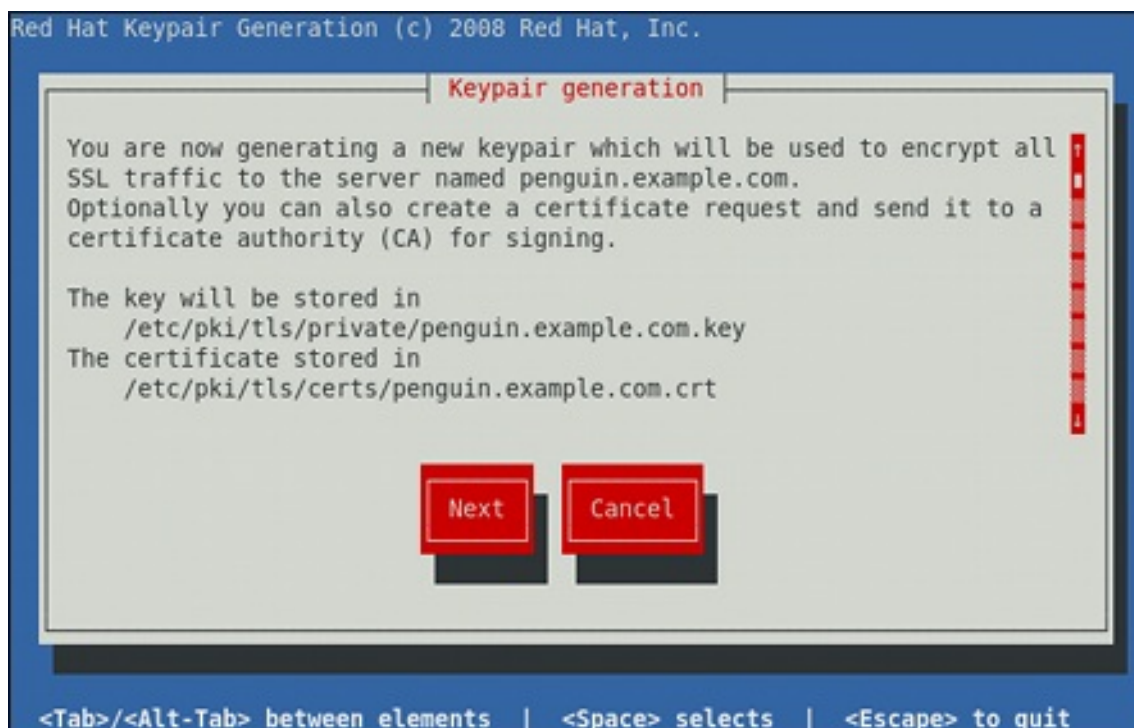 Red Hat Keypair Generation (c) 2008 Red Hat, Inc.
Keypair generation
You are now generating a new keypair which will be used to encrypt all
SSL traffic to the server named penguin.example.com.
Optionally you can also create a certificate request and send it to a
certificate authority (CA) for signing.
The key will be stored in
/etc/pki/tls/private/penguin.example.com.key
The certificate stored in
/etc/pki/tls/certs/penguin.example.com.crt
Next Cancel
<Tab>/<Alt-Tab> between elements | <Space> selects | <Escape> to quit